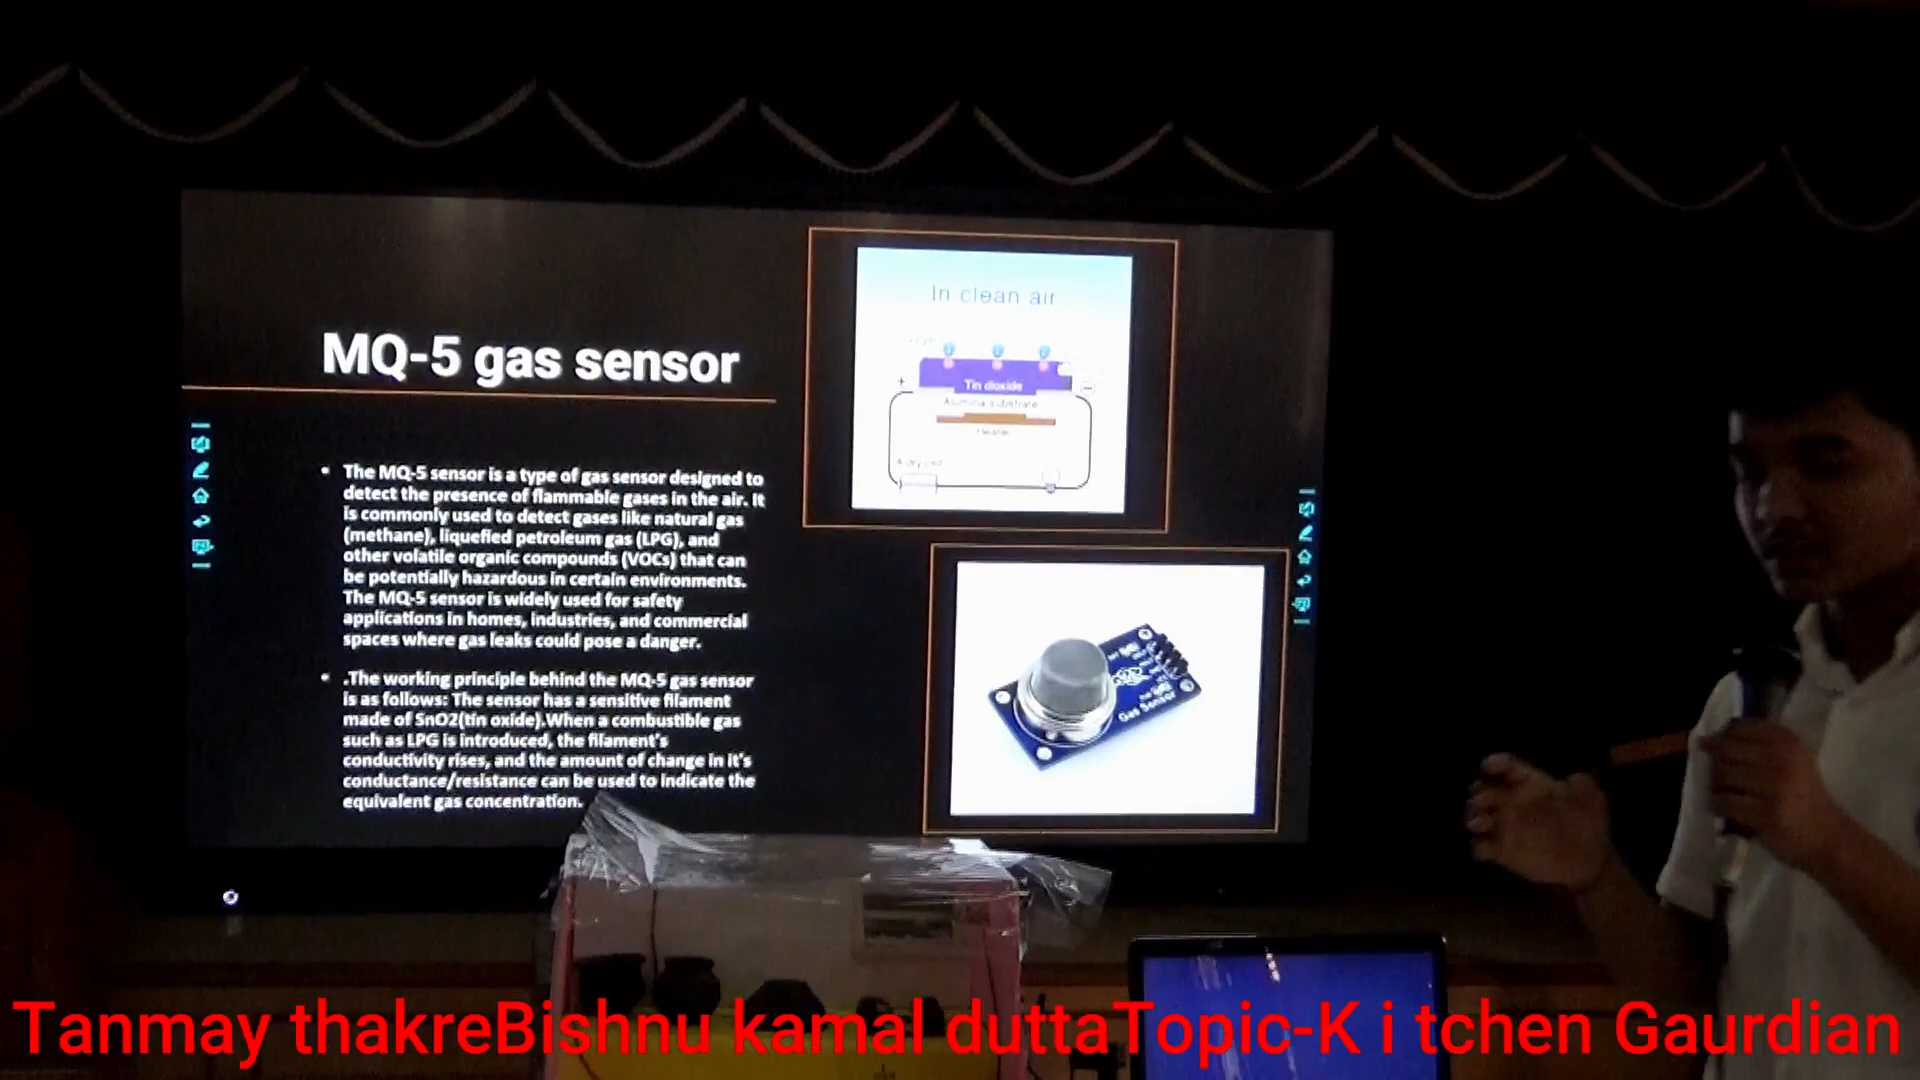 In clean air
Tin dioxide
Alumina substrate
Heater
MQ-5 gas sensor
• The MQ-5 sensor is a type of gas sensor designed to
detect the presence of flammable gases in the air. It
is commonly used to detect gases like natural gas
(methane), liquefied petroleum gas (LPG), and
other volatile organic compounds (VOCs) that can
be potentially hazardous in certain environments.
The MQ-5 sensor is widely used for safety
applications in homes, industries, and commercial
spaces where gas leaks could pose a danger.
• .The working principle behind the MQ-5 gas sensor
is as follows: The sensor has a sensitive filament
made of SnO2(tin oxide).When a combustible gas
such as LPG is introduced, the filament's
conductivity rises, and the amount of change in it's
conductance/resistance can be used to indicate the
equivalent gas concentration.
Gas Sensor
Tanmay thakreBishnu kamal duttaTopic-K i tchen Gaurdian